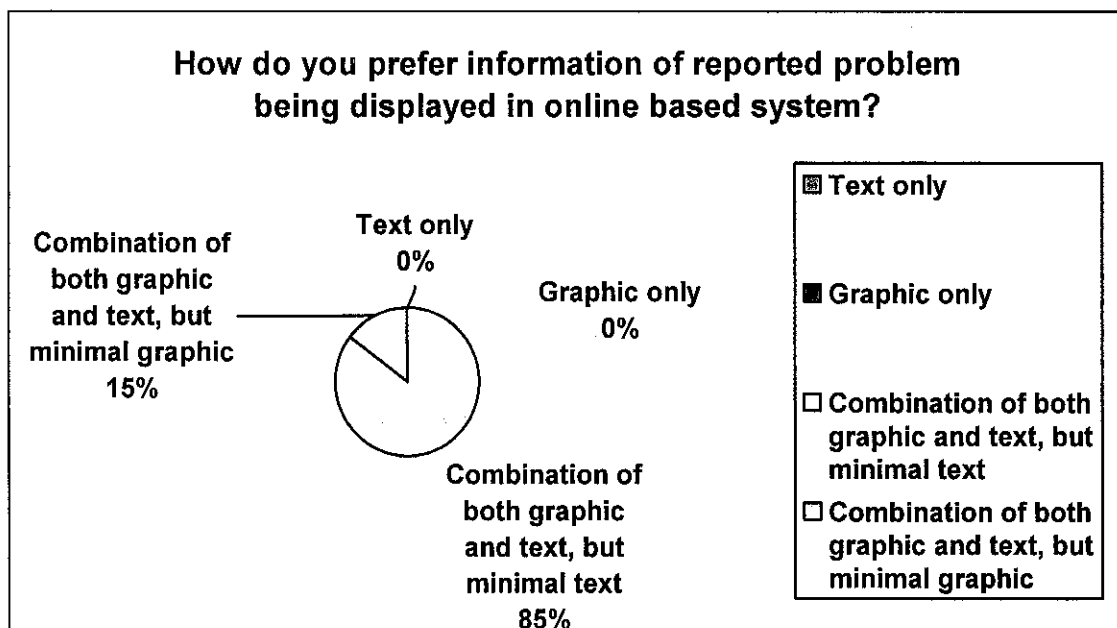 How do you prefer information of reported problem
being displayed in online based system?
Combination of
both graphic
and text, but
minimal graphic
15%
Text only
0%
Graphic only
0%
Combination of
both graphic
and text, but
minimal text
85%
Text only
Graphic only
Combination of both
graphic and text, but
minimal text
Combination of both
graphic and text, but
minimal graphic